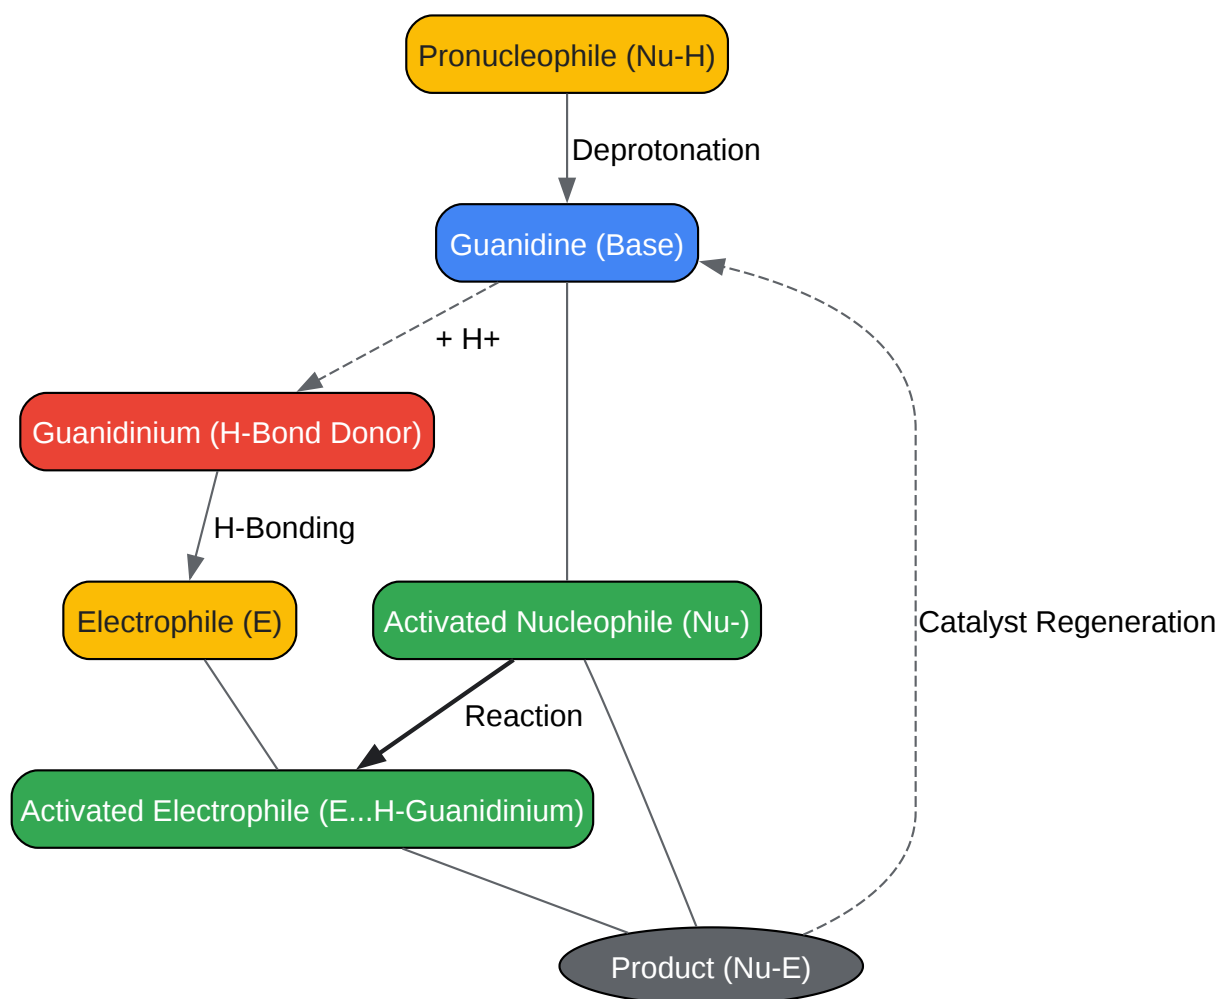 Pronucleophile (Nu-H)
Deprotonation
Guanidine (Base)
+ H+
Guanidinium (H-Bond Donor)
H-Bonding
Electrophile (E)
Activated Nucleophile (Nu-)
Catalyst Regeneration
Reaction
Activated Electrophile (E...H-Guanidinium)
Product (Nu-E)